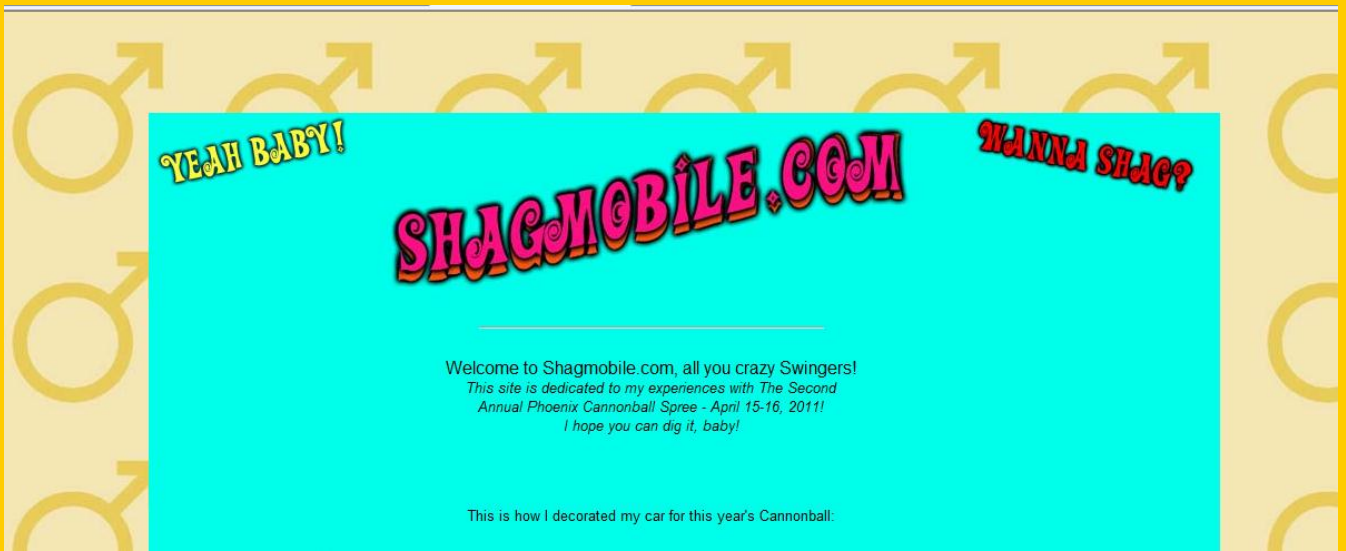 YEAH BABY!
SHAGMOBILE.COM
WANNA SHAG?
Welcome to Shagmobile.com, all you crazy Swingers!
This site is dedicated to my experiences with The Second
Annual Phoenix Cannonball Spree - April 15-16, 2011!
I hope you can dig it, baby!
This is how I decorated my car for this year's Cannonball: